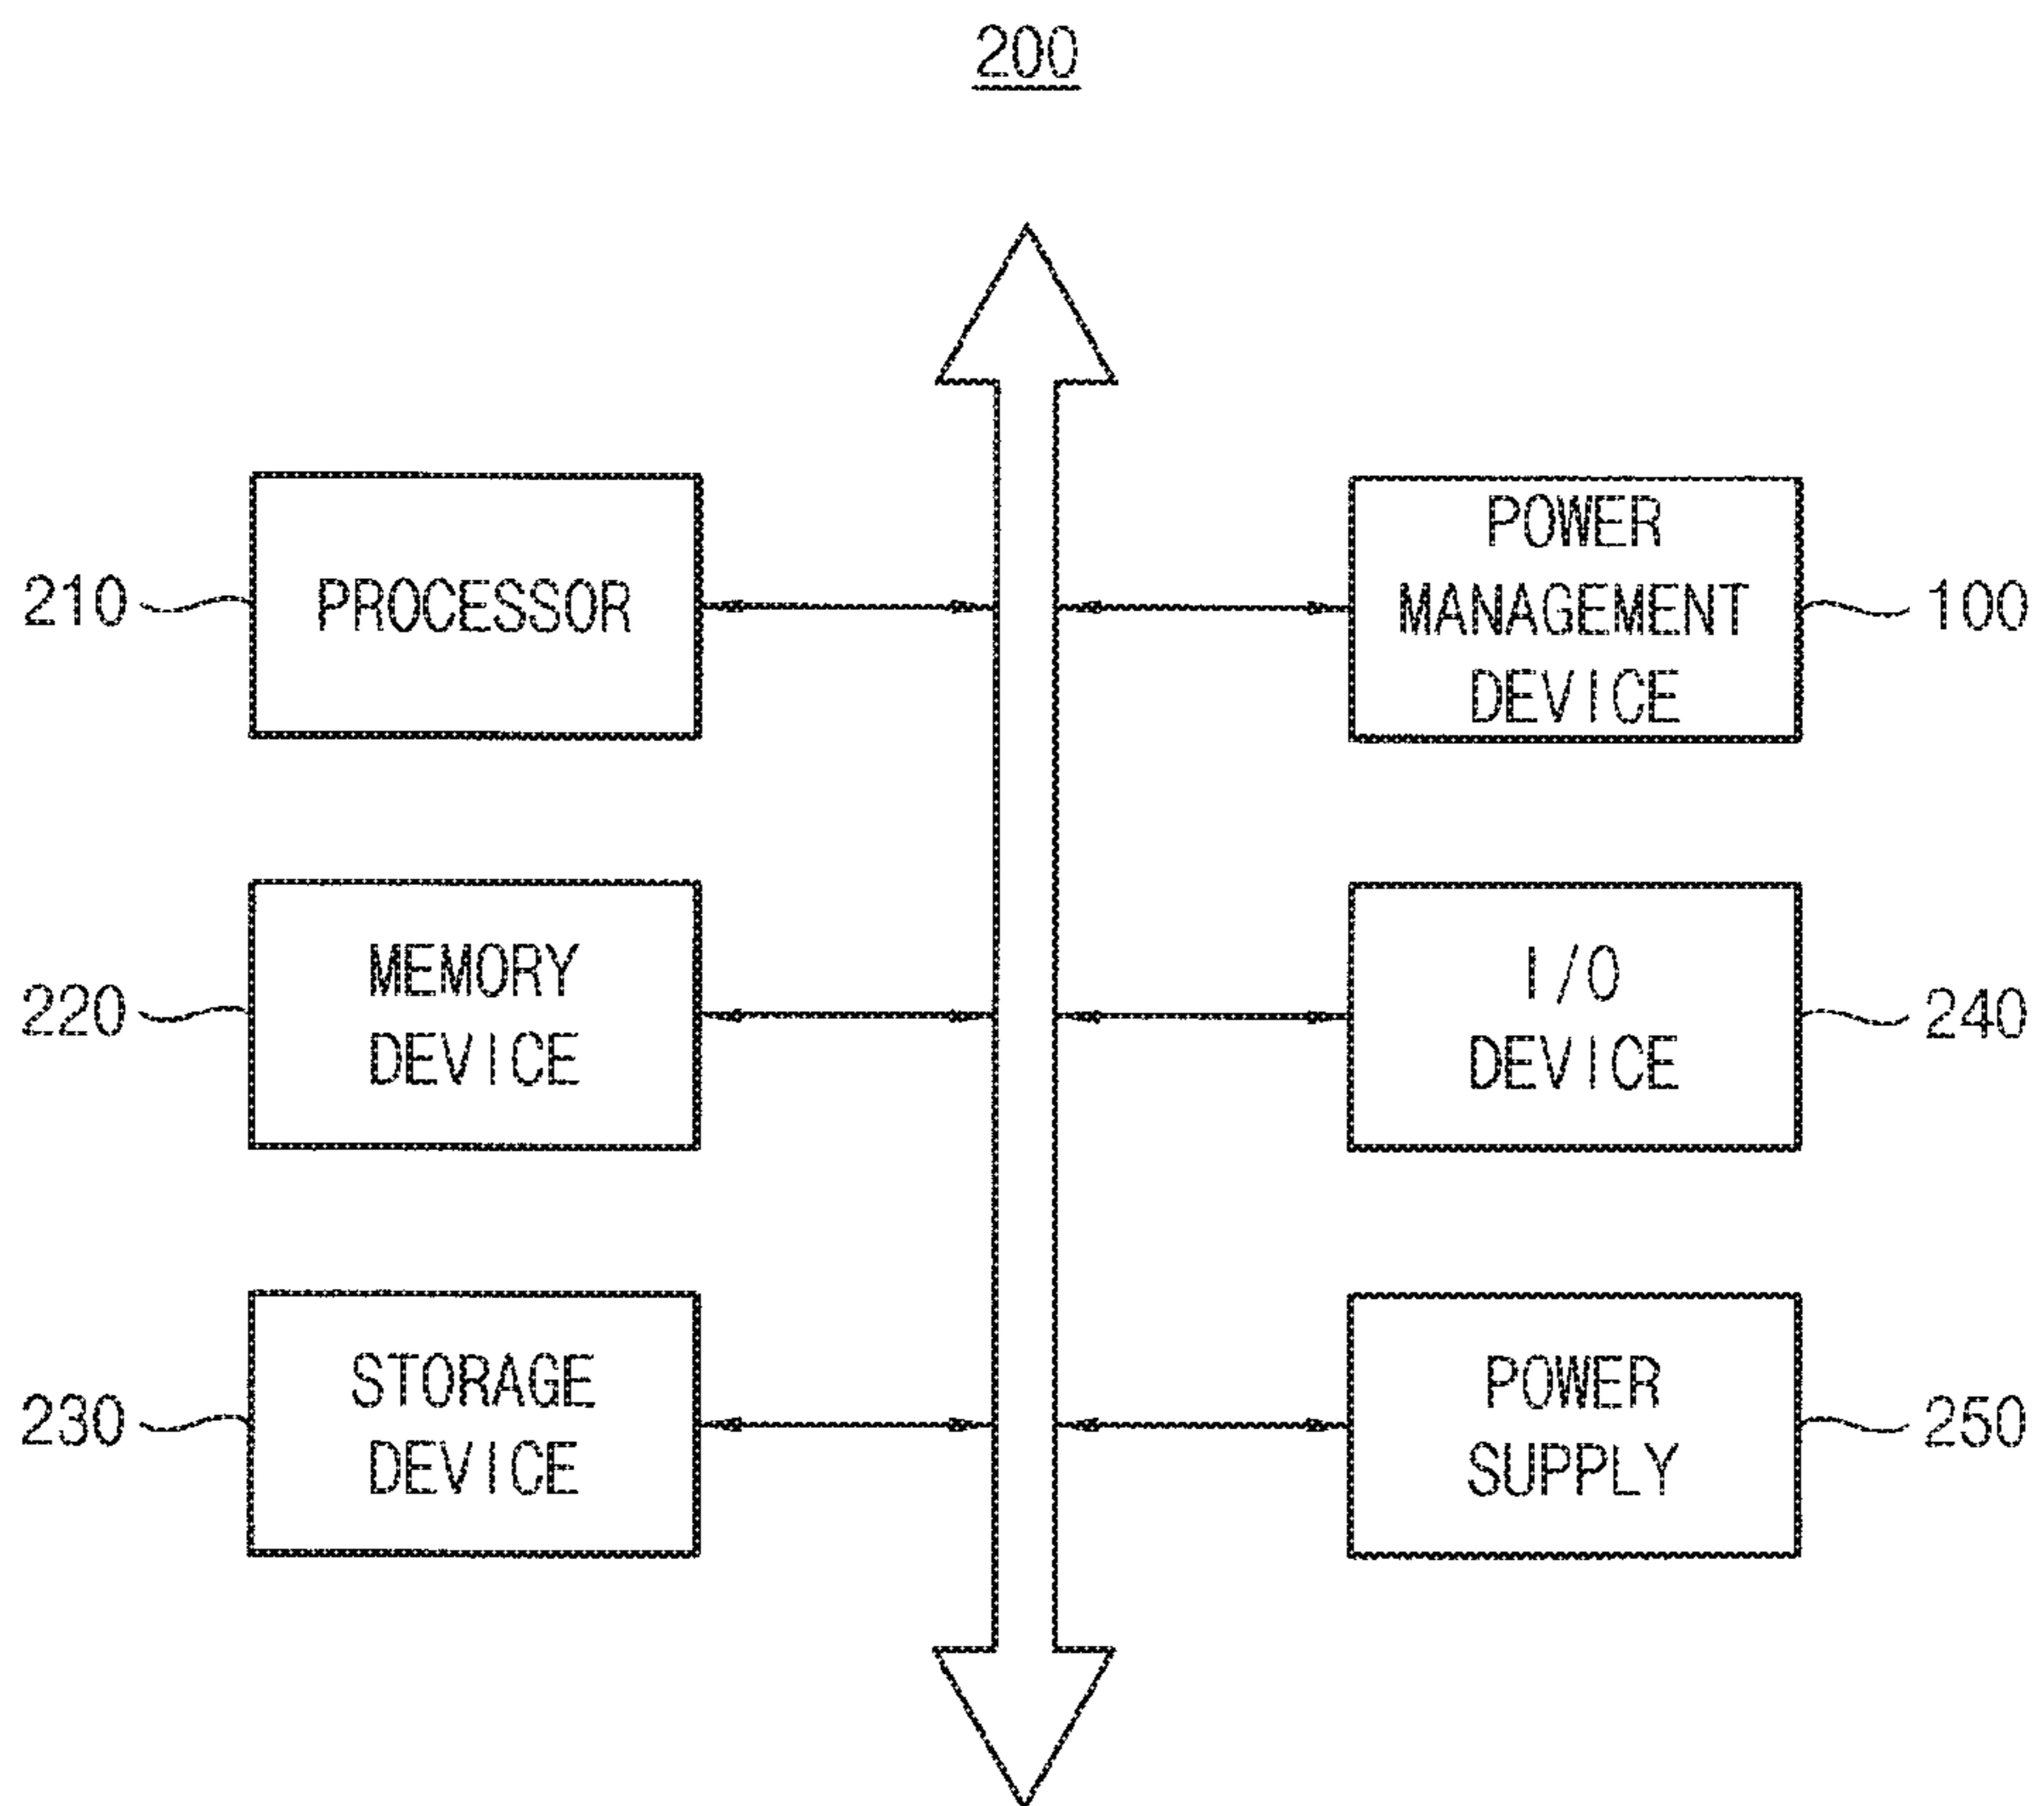 200
210
PROCESSOR
POWER
MANAGEMENT
DEVICE
100
220
MEMORY
DEVICE
I/O
DEVICE
240
230
STORAGE
DEVICE
POWER
SUPPLY
250